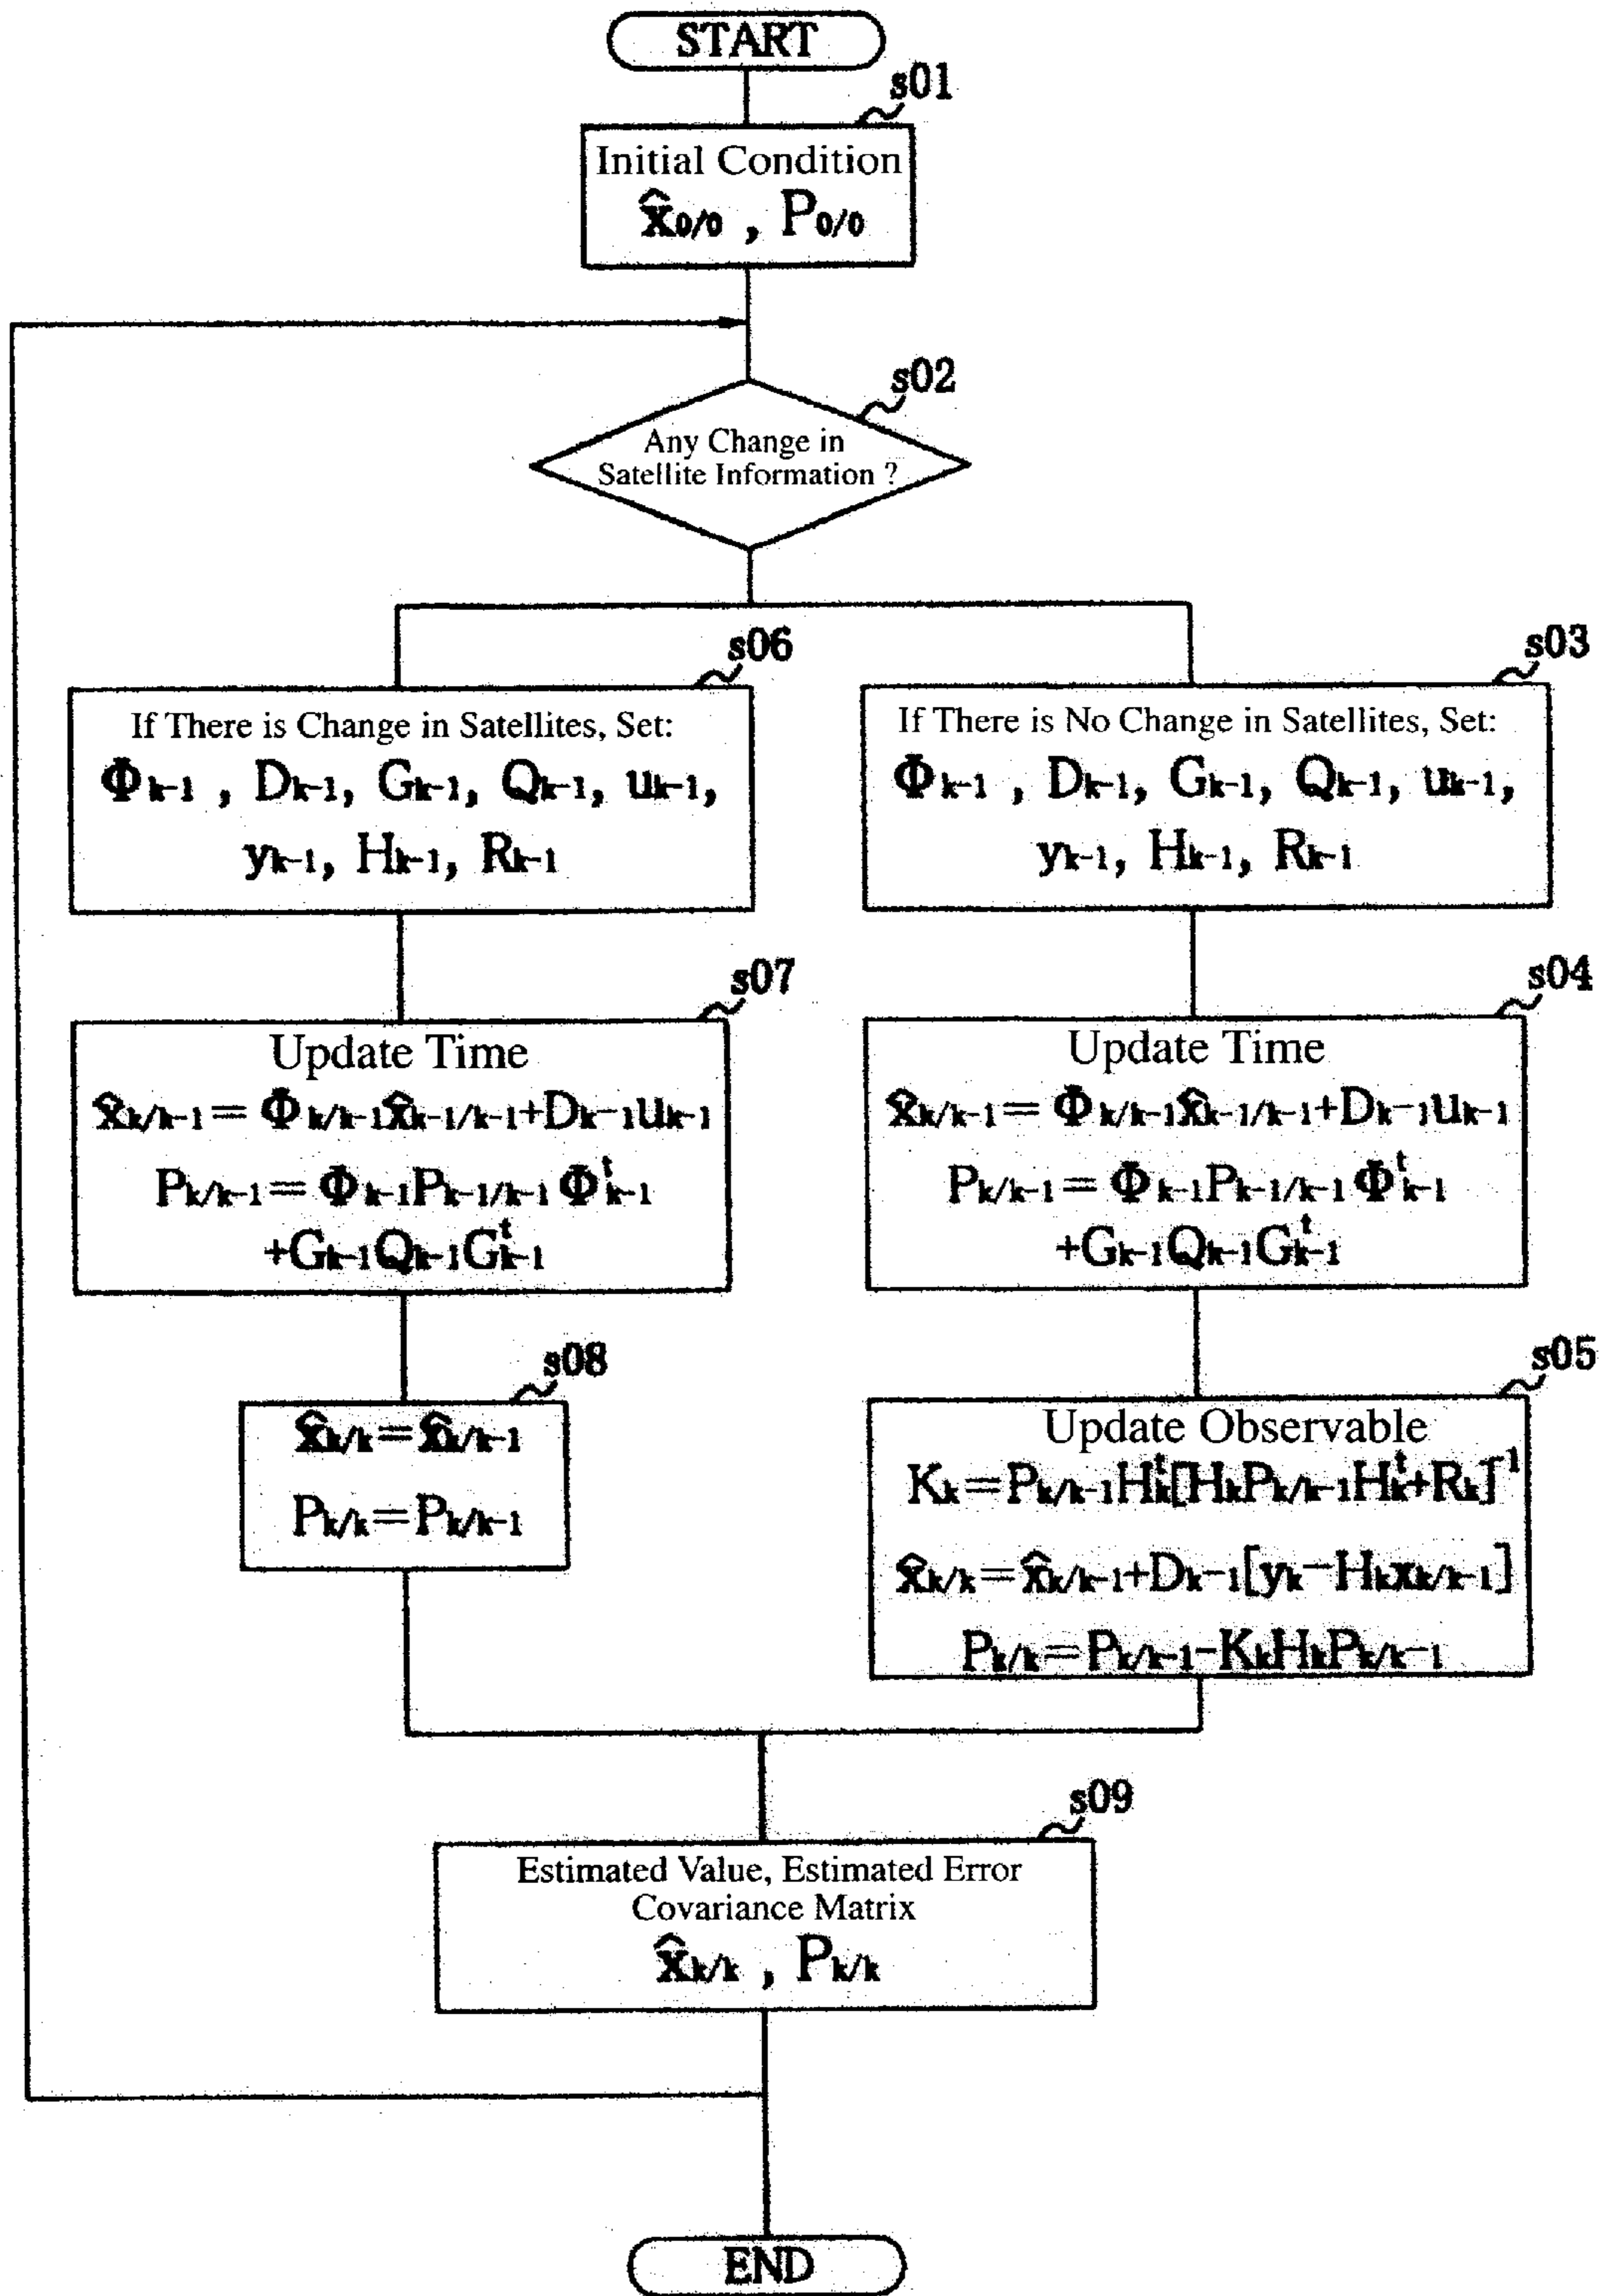 START
s01
Initial Condition
x̂0/0 , P0/0
s02
Any Change in
Satellite Information ?
s06
If There is Change in Satellites, Set:
Φk-1 , Dk-1, Gk-1, Qk-1, uk-1,
yk-1, Hk-1, Rk-1
s03
If There is No Change in Satellites, Set:
Φk-1 , Dk-1, Gk-1, Qk-1, uk-1,
yk-1, Hk-1, Rk-1
s07
Update Time
x̂k/k-1=Φk/k-1x̂k-1/k-1+Dk-1uk-1
Pk/k-1=Φk-1Pk-1/k-1Φᵗk-1
+Gk-1Qk-1Gᵗk-1
s04
Update Time
x̂k/k-1=Φk/k-1x̂k-1/k-1+Dk-1uk-1
Pk/k-1=Φk-1Pk-1/k-1Φᵗk-1
+Gk-1Qk-1Gᵗk-1
s08
x̂k/k=x̂k/k-1
Pk/k=Pk/k-1
s05
Update Observable
Kk=Pk/k-1Hᵗk[HkPk/k-1Hᵗk+Rk]⁻¹
x̂k/k=x̂k/k-1+Dk-1[yk-Hkxk/k-1]
Pk/k=Pk/k-1-KkHkPk/k-1
s09
Estimated Value, Estimated Error
Covariance Matrix
x̂k/k , Pk/k
END